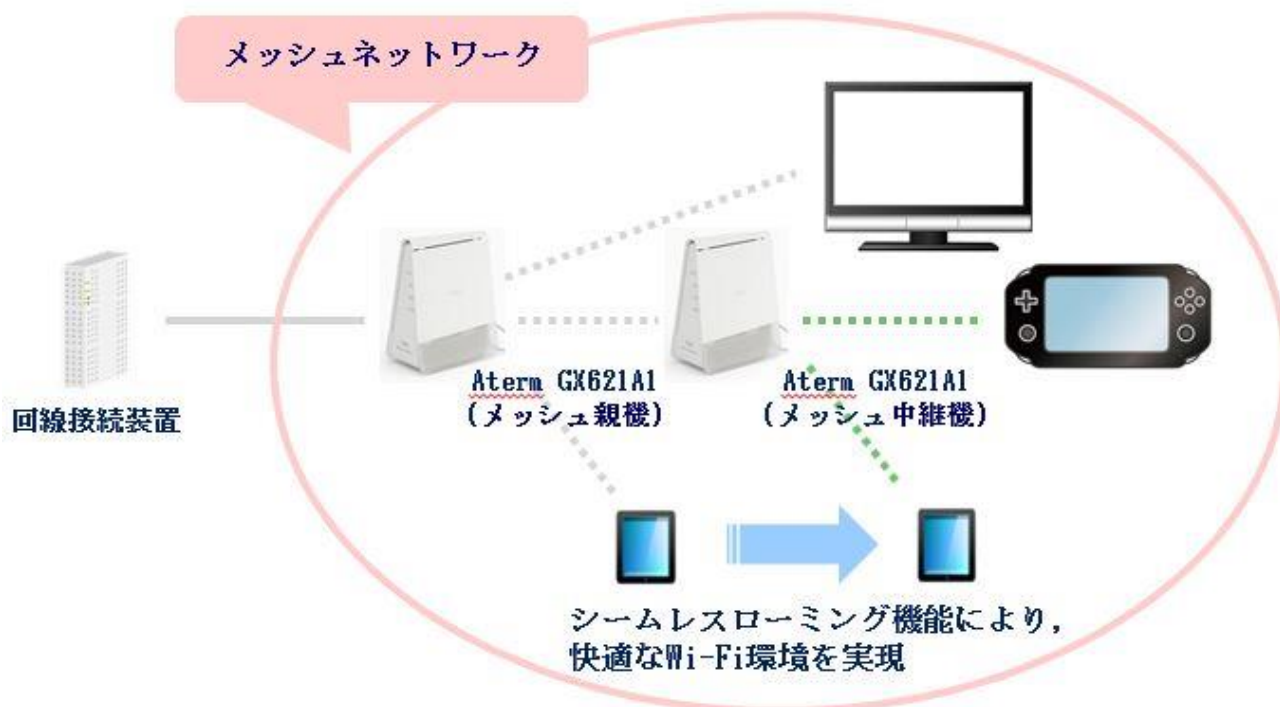 メッシュネットワーク
回線接続装置
Aterm GX621A1
(メッシュ親機)
Aterm GX621A1
(メッシュ中継機)
シームレスローミング機能により,
快適なWi-Fi環境を実現